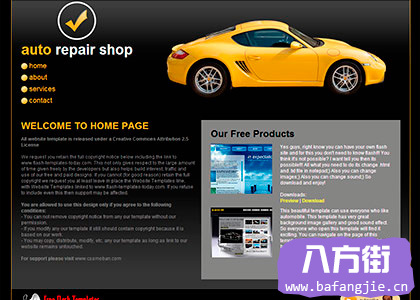 auto repair shop
home
about
services
contact
WELCOME TO HOME PAGE
All website template is released under a Creative Commons Attribution 2.5
License
We request you retain the full copyright notice below including the link to
www.flash-templates-today.com. This not only gives respect to the large amount
of time given freely by the developers but also helps build interest, traffic and
use of our free and paid designs. If you cannot (for good reason) retain the full
copyright we request you at least leave in place the Website Templates line,
with Website Templates linked to www.flash-templates-today.com. If you refuse
to include even this then support may be affected.
You are allowed to use this design only if you agree to the following
conditions:
- You can not remove copyright notice from any our template without our
permission.
- If you modify any our template it still should contain copyright because it is
based on our work.
- You may copy, distribute, modify, etc. any our template as long as link to our
website remains untouched.
For support please visit
Our Free Products
Yes guys, right now you can have your own flash
site and for this you don't need to know flash!!! You
think it's not possible? I want tell you then its
possible!!! All what you need to do its change .html
and .txt file in notepad:) Also you can change
images:) Also you can change sound:) So
download and enjoy!
Downloads:
Preview | Download
This beautiful template can use everyone who like
the automobile. This template has very great
background image gallery and good sound effect.
So everyone who open this template will find it
exciting. You can navigate on the page of this
Free Flash Templates
八方街
www.bafangjie.cn